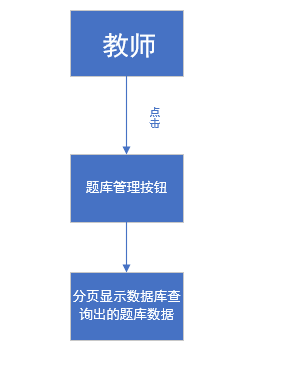 教师
点
击
题库管理按钮
分页显示数据库查
询出的题库数据